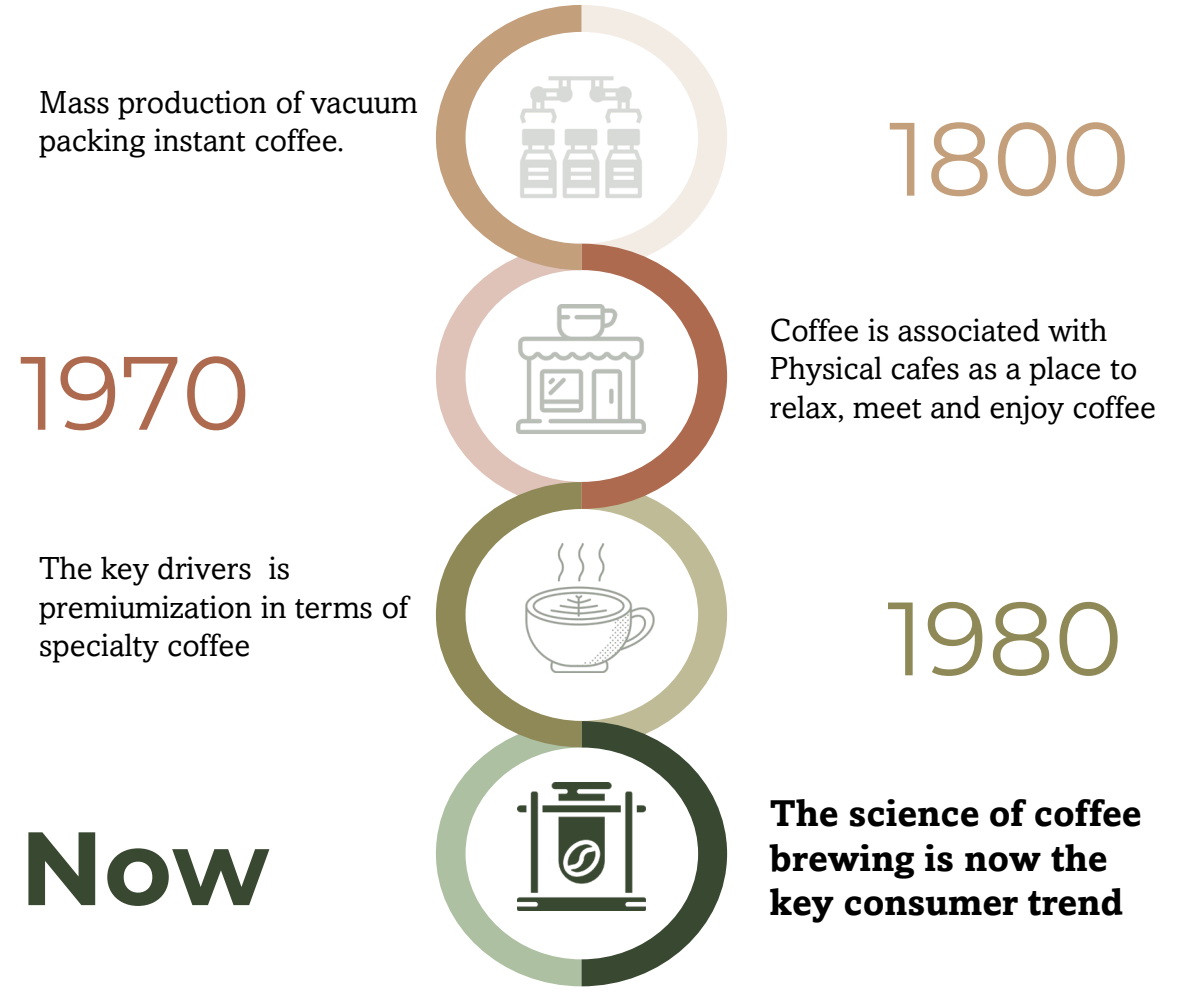 Mass production of vacuum
packing instant coffee.
1800
1970
Coffee is associated with
Physical cafes as a place to
relax, meet and enjoy coffee
The key drivers  is
premiumization in terms of
specialty coffee
1980
Now
The science of coffee
brewing is now the
key consumer trend